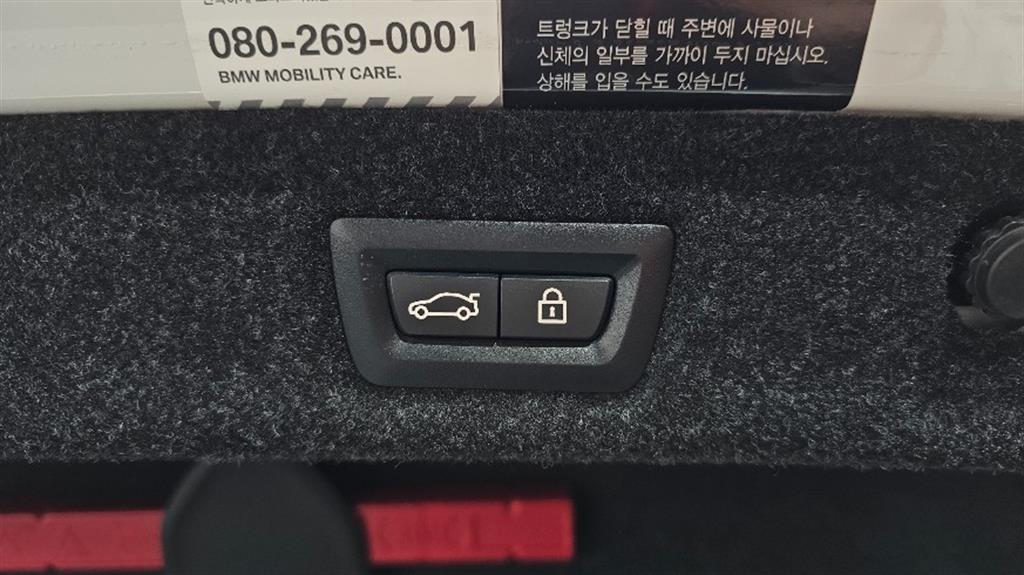 080-269-0001
BMW MOBILITY CARE.
트렁크가 닫힐 때 주변에 사물이나
신체의 일부를 가까이 두지 마십시오.
상해를 입을 수도 있습니다.